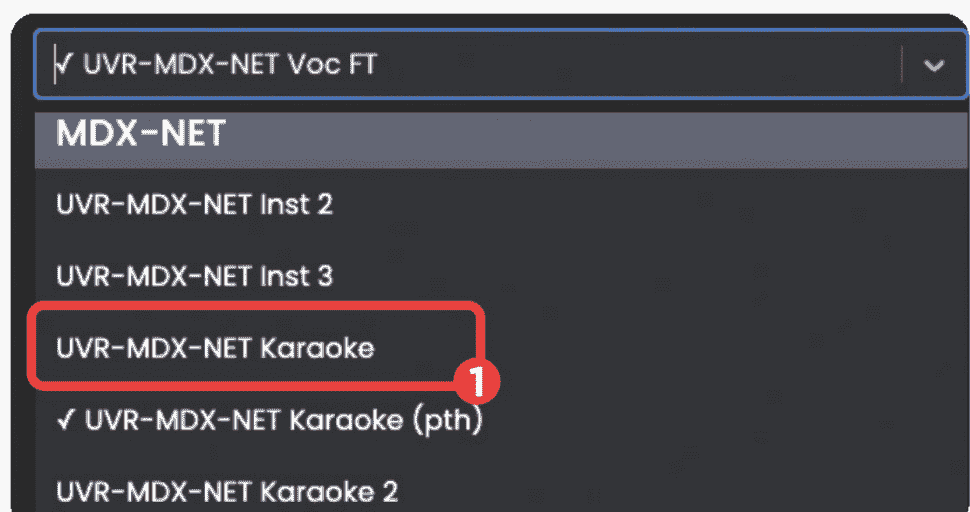 ✓ UVR-MDX-NET Voc FT
MDX-NET
UVR-MDX-NET Inst 2
UVR-MDX-NET Inst 3
UVR-MDX-NET Karaoke
1
✓ UVR-MDX-NET Karaoke (pth)
UVR-MDX-NET Karaoke 2